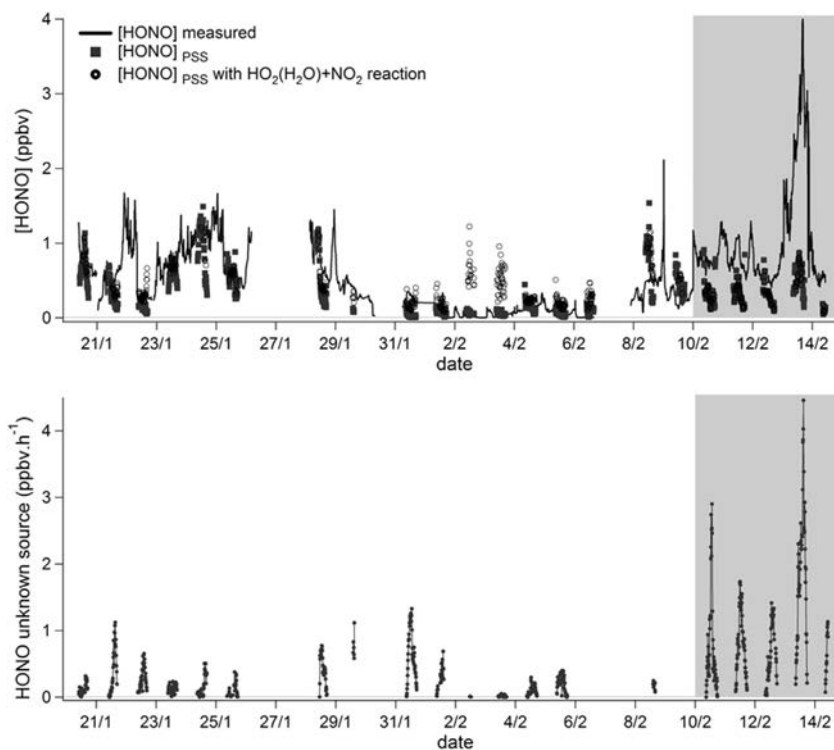 [HONO] measured
[HONO] PSS
[HONO] PSS with HO2(H2O)+NO2 reaction
[HONO] (ppbv)
4
3
2
1
0
21/1 23/1 25/1 27/1 29/1 31/1 2/2 4/2 6/2 8/2 10/2 12/2 14/2
date
HONO unknown source (ppbv.h-1)
4
3
2
1
0
21/1 23/1 25/1 27/1 29/1 31/1 2/2 4/2 6/2 8/2 10/2 12/2 14/2
date